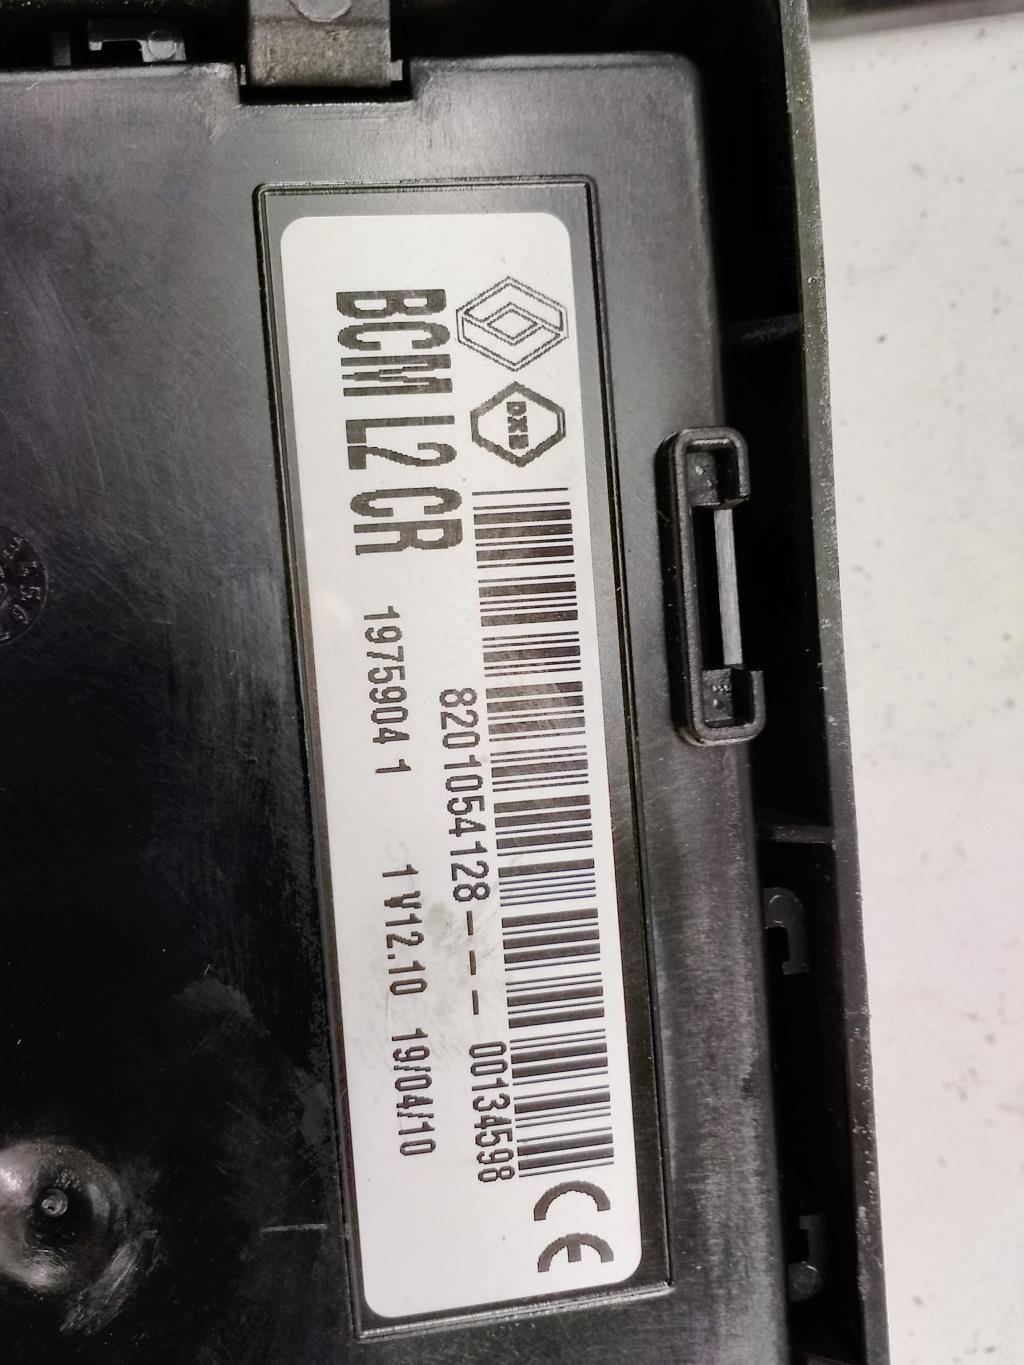 DXB
8201054128--- 00134598
CE
BCM L2 CR
1975904 1 1 V12.10 19/04/10